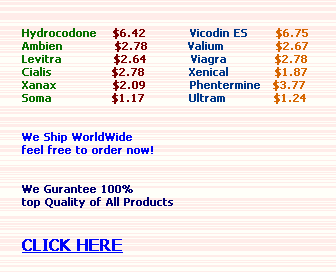 Hydrocodone $6.42 Vicodin ES $6.75
Ambien $2.78 Valium $2.67
Levitra $2.64 Viagra $2.78
Cialis $2.78 Xenical $1.87
Xanax $2.09 Phentermine $3.77
Soma $1.17 Ultram $1.24
We Ship WorldWide
feel free to order now!
We Gurantee 100%
top Quality of All Products
CLICK HERE